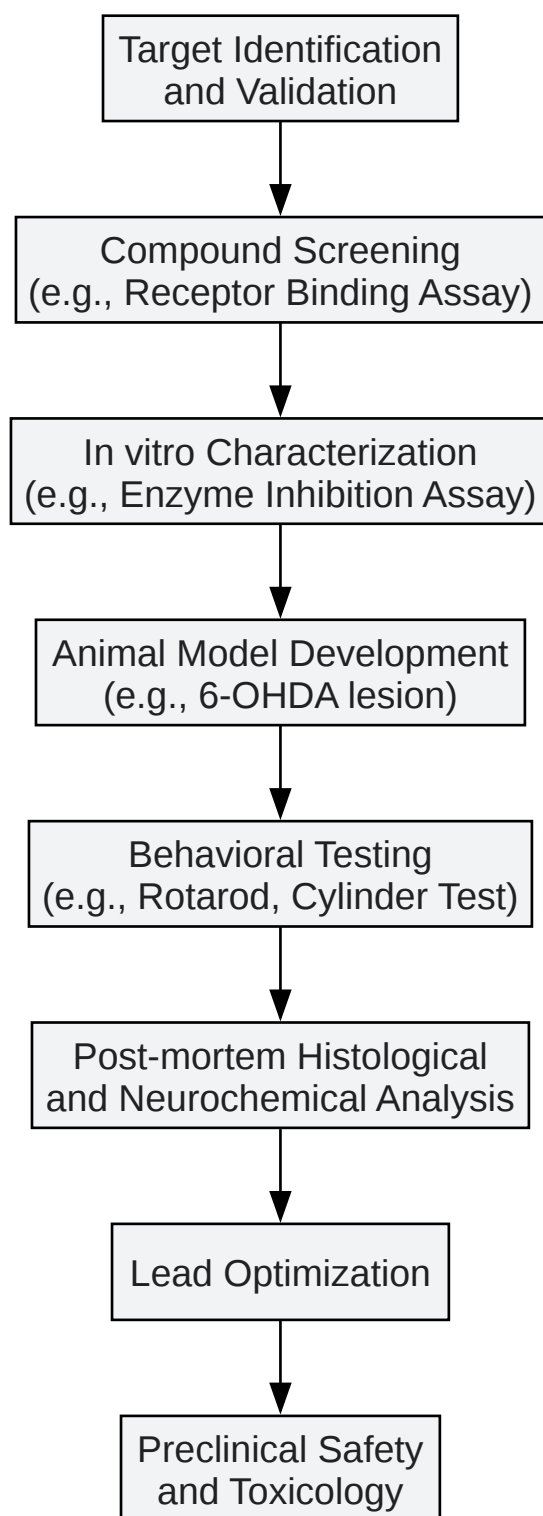 Target Identification
and Validation
Compound Screening
(e.g., Receptor Binding Assay)
In vitro Characterization
(e.g., Enzyme Inhibition Assay)
Animal Model Development
(e.g., 6-OHDA lesion)
Behavioral Testing
(e.g., Rotarod, Cylinder Test)
Post-mortem Histological
and Neurochemical Analysis
Lead Optimization
Preclinical Safety
and Toxicology